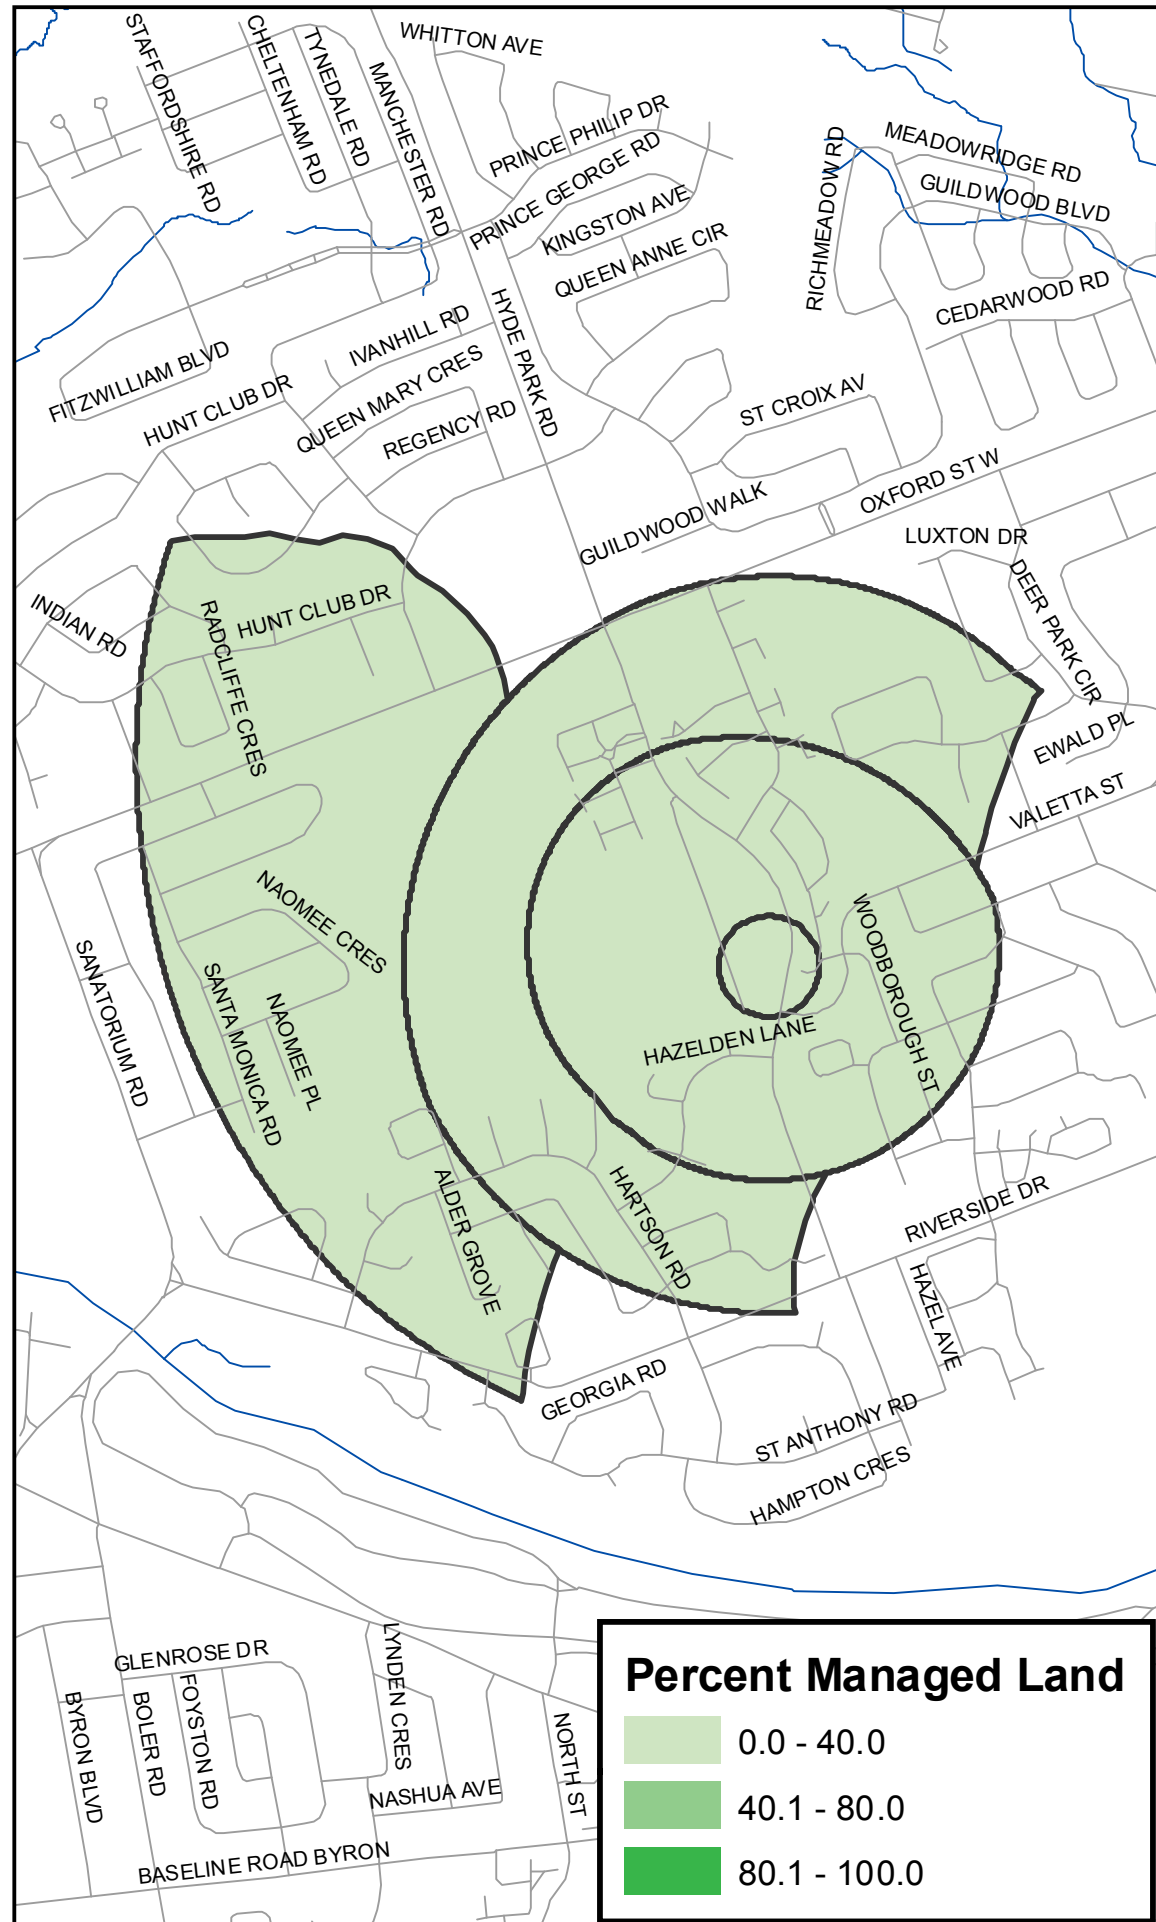 STAFFORDSHIRE RD
CHELTENHAM RD
TYNEDALE RD
MANCHESTER RD
WHITTON AVE
PRINCE PHILIP DR
PRINCE GEORGE RD
KINGSTON AVE
QUEEN ANNE CIR
RICHMEADOW RD
MEADOWRIDGE RD
GUILDWOOD BLVD
CEDARWOOD RD
HYDE PARK RD
IVANHILL RD
FITZWILLIAM BLVD
HUNT CLUB DR
QUEEN MARY CRES
REGENCY RD
ST CROIX AV
OXFORD ST W
GUILDWOOD WALK
LUXTON DR
DEER PARK CIR
INDIAN RD
RADCLIFFE CRES
HUNT CLUB DR
EWALD PL
VALETTA ST
NAOMEE CRES
WOODBOROUGH ST
SANATORIUM RD
SANTA MONICA RD
NAOMEE PL
HAZELDEN LANE
ALDER GROVE
HARTSON RD
RIVERSIDE DR
HAZEL AVE
GEORGIA RD
ST ANTHONY RD
HAMPTON CRES
GLENROSE DR
LYNDEN CRES
BYRON BLVD
BOLER RD
FOYSTON RD
NORTH ST
NASHUA AVE
BASELINE ROAD BYRON
Percent Managed Land
0.0 - 40.0
40.1 - 80.0
80.1 - 100.0